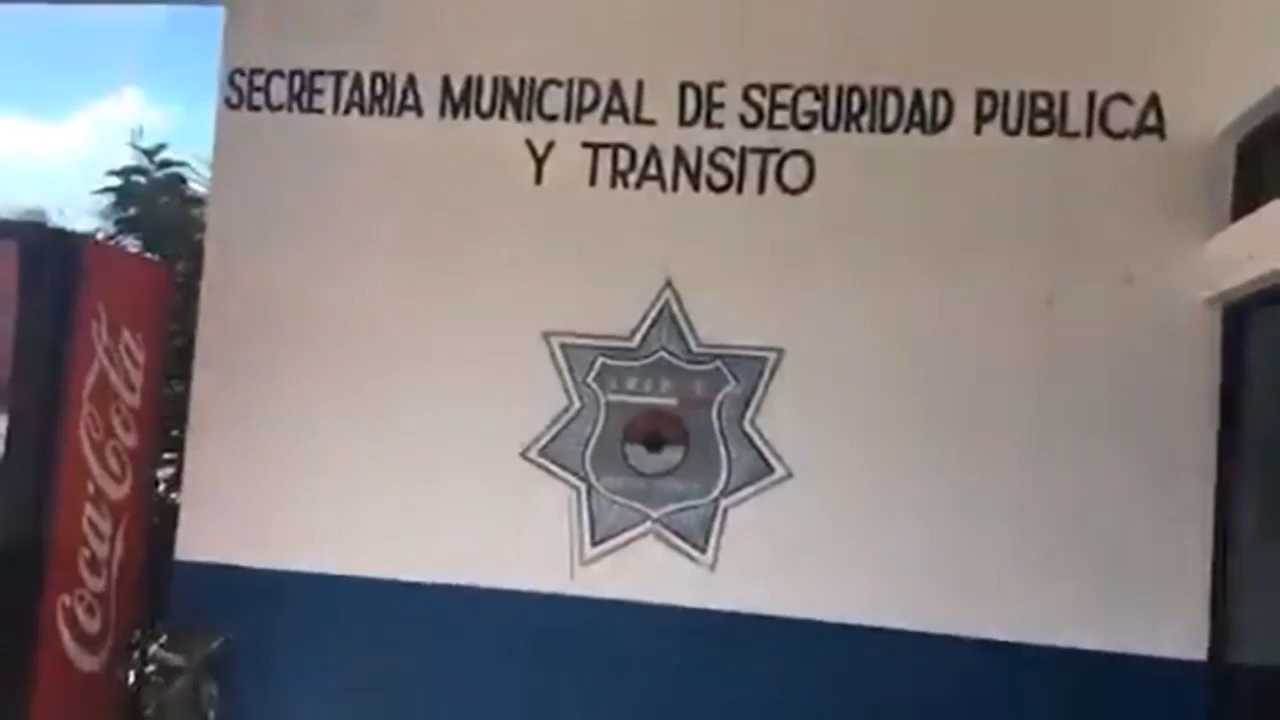 SECRETARIA MUNICIPAL DE SEGURIDAD PUBLICA
Y TRANSITO
Coca-Cola